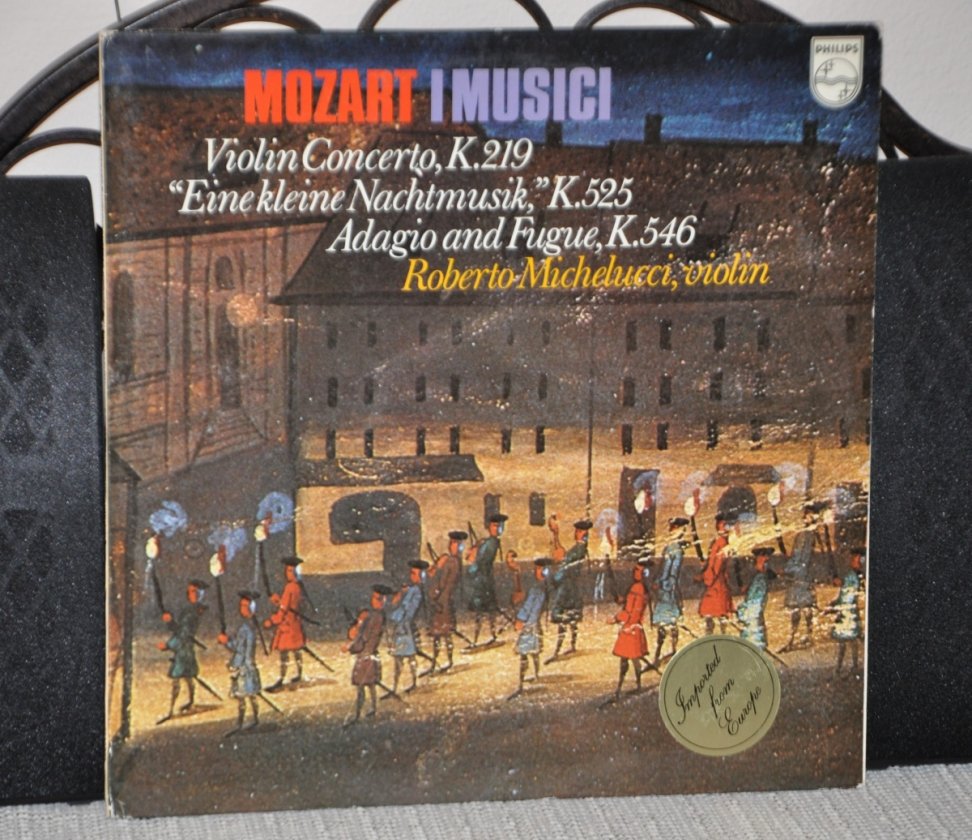 PHILIPS
MOZART I MUSICI
Violin Concerto, K.219
“Eine kleine Nachtmusik,” K.525
Adagio and Fugue, K.546
Roberto Michelucci, violin
Imported
from
Europe